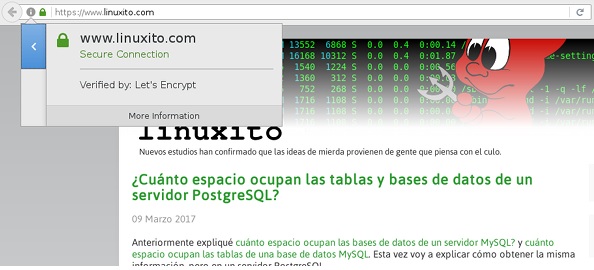 https://www.linuxito.com
www.linuxito.com
Secure Connection
Verified by: Let's Encrypt
More Information
13552 6868 S 0.0 0.4 0:00.14 /
16168 10312 S 0.0 0.4 0:01.87
1540 1224 S 0.0 0.0 0:00.56
1360 312 S 0.0 0.0 0:03.
752 268 S 0.0 0.0 0:00. /sb -l -q -lf /
1716 1100 S 0.0 0.0 0:0
1716 1100 S 0.0 0.0 0:0
linuxito
Nuevos estudios han confirmado que las ideas de mierda provienen de gente que piensa con el culo.
¿Cuánto espacio ocupan las tablas y bases de datos de un
servidor PostgreSQL?
09 Marzo 2017
Anteriormente expliqué cuánto espacio ocupan las bases de datos de un servidor MySQL? y cuánto
espacio ocupan las tablas de una base de datos MySQL. Esta vez voy a explicar cómo obtener la misma
información, pero en un servidor PostgreSQL.